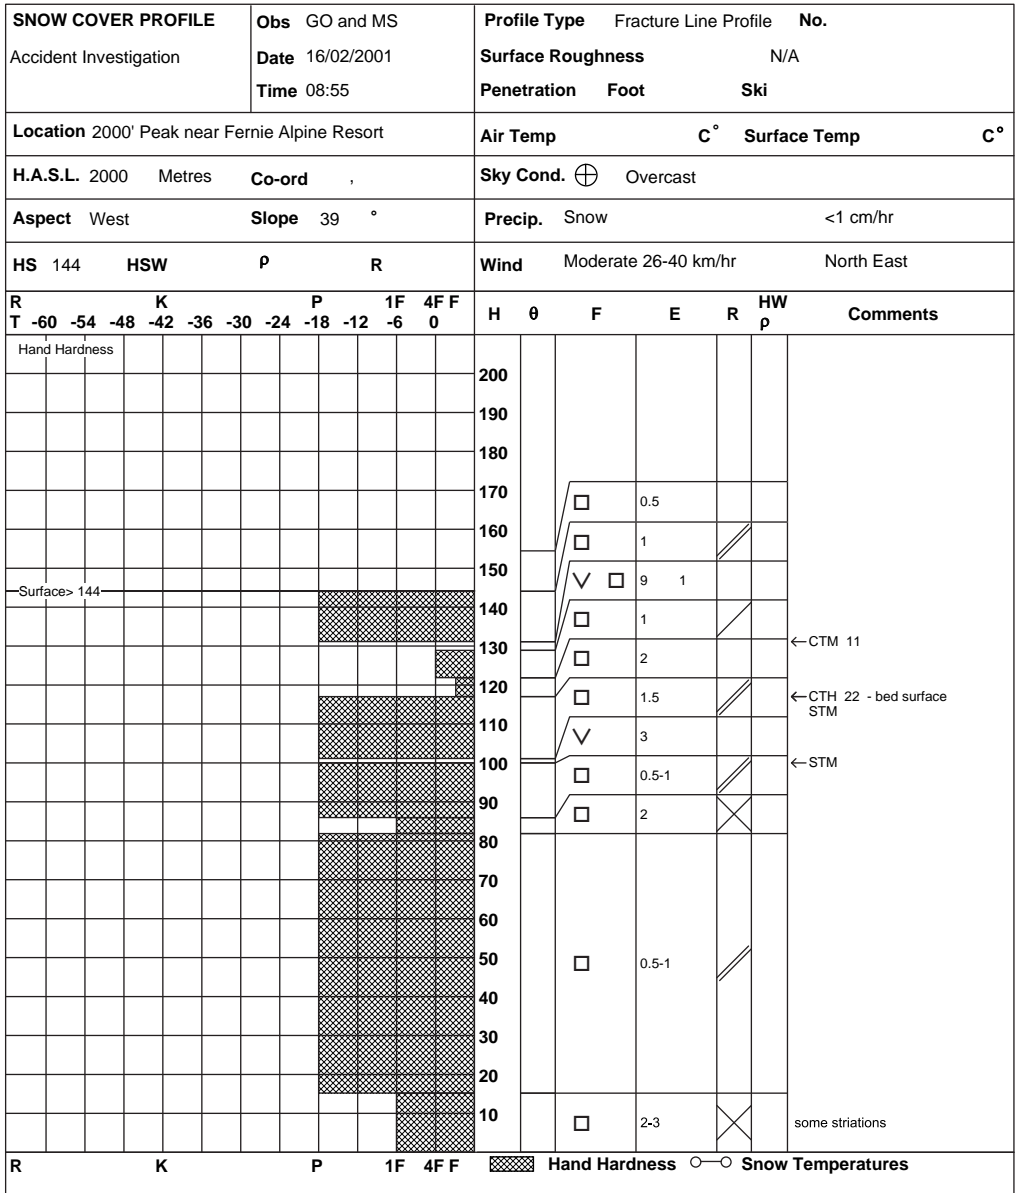 SNOW COVER PROFILE Obs GO and MS Profile Type Fracture Line Profile No.
Accident Investigation Date 16/02/2001 Surface Roughness N/A
Time 08:55 Penetration Foot Ski
Location 2000' Peak near Fernie Alpine Resort Air Temp C° Surface Temp C°
H.A.S.L. 2000 Metres Co-ord , Sky Cond. Overcast
Aspect West Slope 39 ° Precip. Snow <1 cm/hr
HS 144 HSW ρ R Wind Moderate 26-40 km/hr North East
R K P 1F 4F F HW
T -60 -54 -48 -42 -36 -30 -24 -18 -12 -6 0 H θ F E R ρ Comments
Hand Hardness
200
190
180
170
0.5
160
1
150
9 1
Surface> 144
140
1
130 ←CTM 11
2
120
1.5 ←CTH 22 - bed surface
STM
110
3
100 ←STM
0.5-1
90
2
80
70
60
50 0.5-1
40
30
20
10
2-3 some striations
R K P 1F 4F F Hand Hardness Snow Temperatures